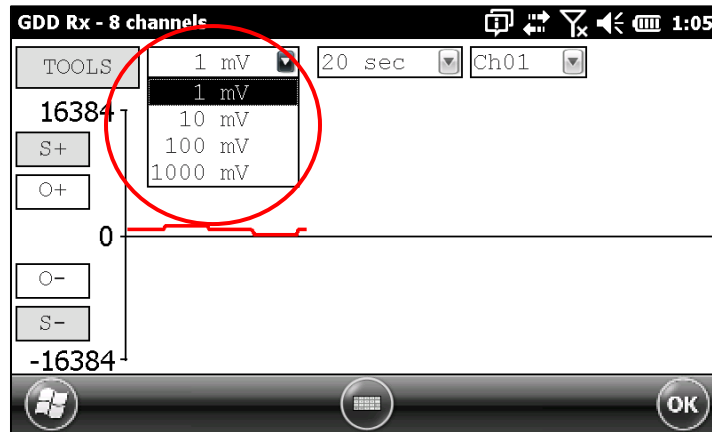 GDD Rx - 8 channels 1:05
TOOLS 1 mV 20 sec Ch01
1 mV
10 mV
100 mV
1000 mV
16384
S+
O+
0
O-
S-
-16384
OK